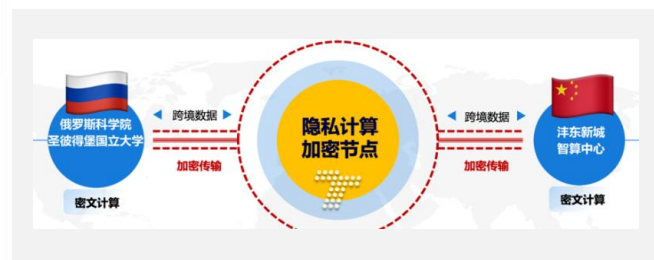 俄罗斯科学院
圣彼得堡国立大学
密文计算
跨境数据
加密传输
隐私计算
加密节点
跨境数据
加密传输
沣东新城
智算中心
密文计算